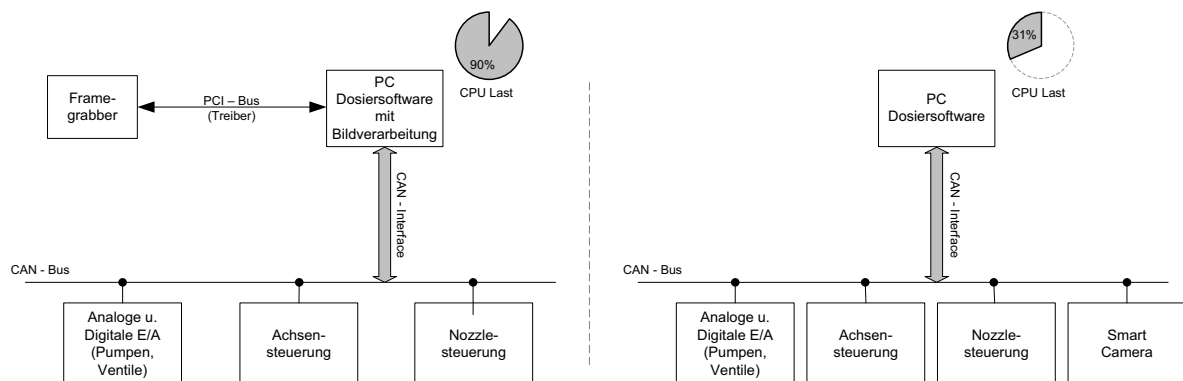 90%
CPU Last
Frame-
grabber
PCI – Bus
(Treiber)
PC
Dosiersoftware
mit
Bildverarbeitung
CAN - Interface
CAN - Bus
Analoge u.
Digitale E/A
(Pumpen,
Ventile)
Achsen-
steuerung
Nozzle-
steuerung
31%
CPU Last
PC
Dosiersoftware
CAN - Interface
CAN - Bus
Analoge u.
Digitale E/A
(Pumpen,
Ventile)
Achsen-
steuerung
Nozzle-
steuerung
Smart
Camera